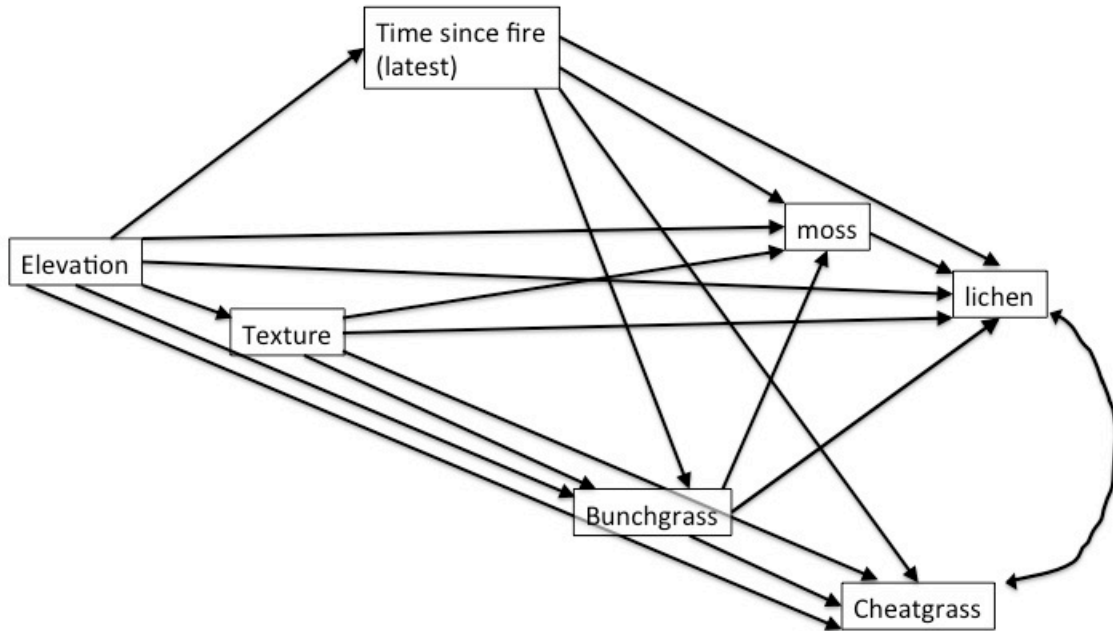 Time since fire
(latest)
moss
Elevation
lichen
Texture
Bunchgrass
Cheatgrass